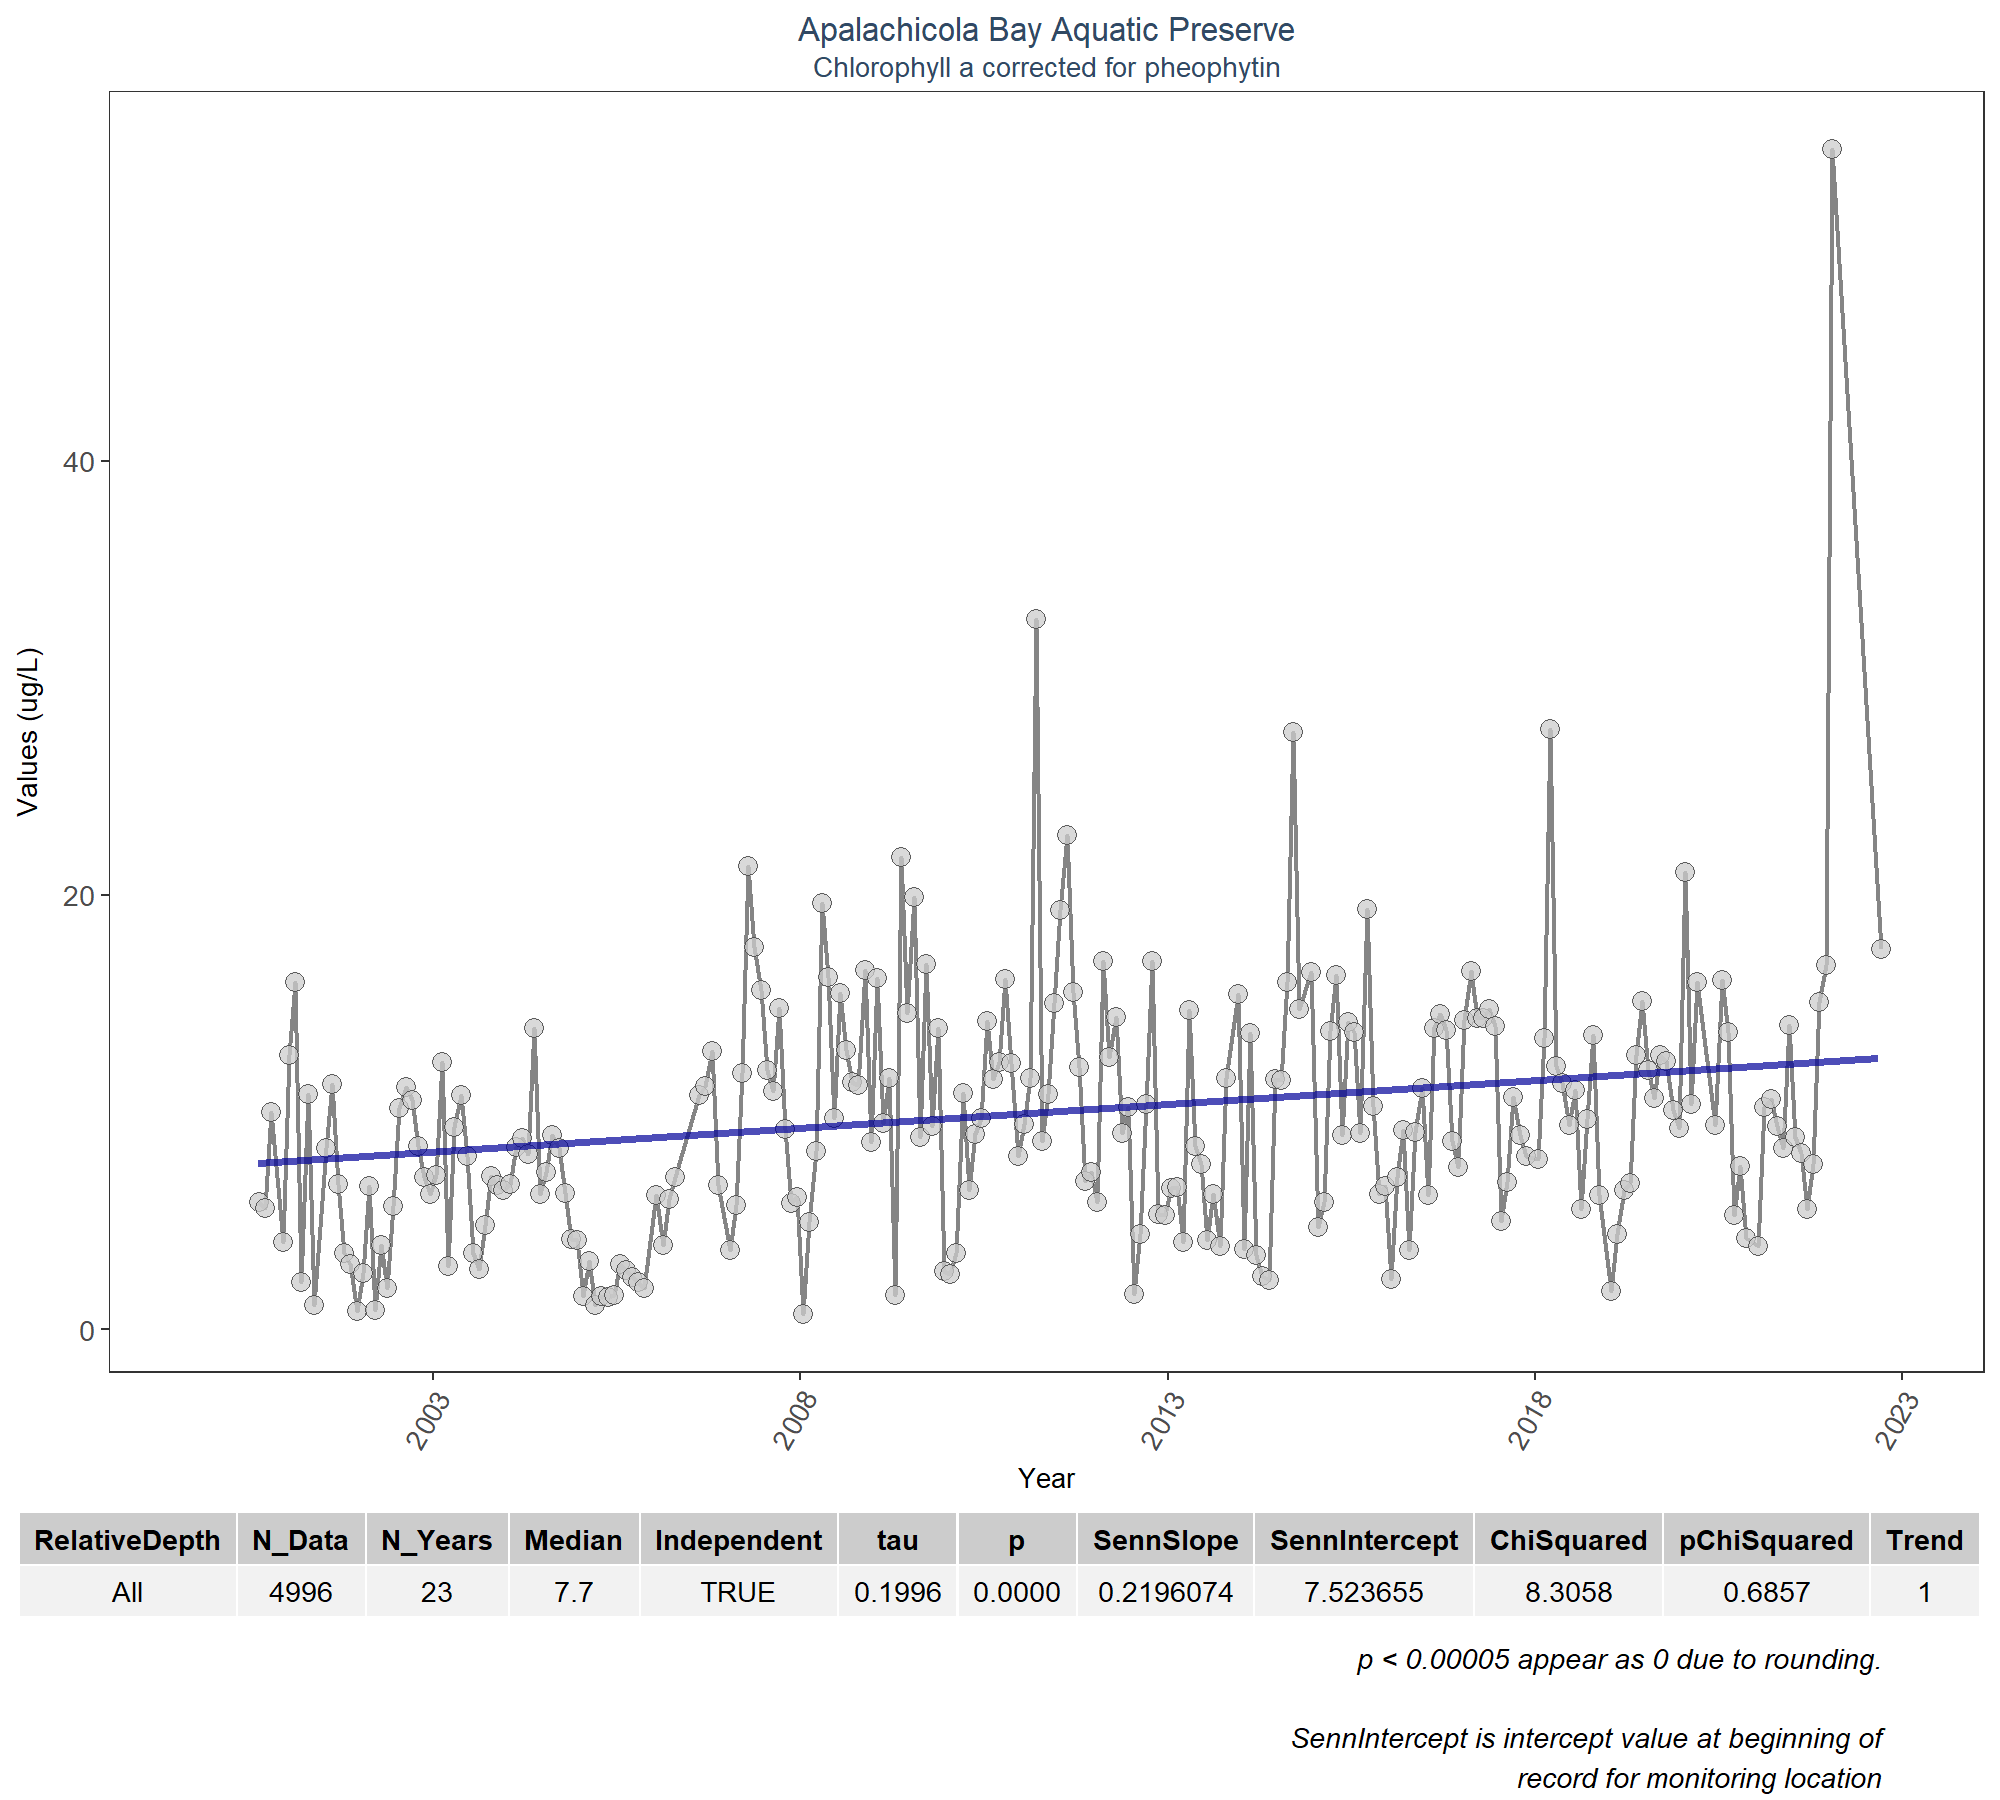 Apalachicola Bay Aquatic Preserve
Chlorophyll a corrected for pheophytin
Values (ug/L)
40
20
0
2003 2008 2013 2018 2023
Year
RelativeDepth N_Data N_Years Median Independent tau p SennSlope SennIntercept ChiSquared pChiSquared Trend
All 4996 23 7.7 TRUE 0.1996 0.0000 0.2196074 7.523655 8.3058 0.6857 1
p < 0.00005 appear as 0 due to rounding.
SennIntercept is intercept value at beginning of
record for monitoring location